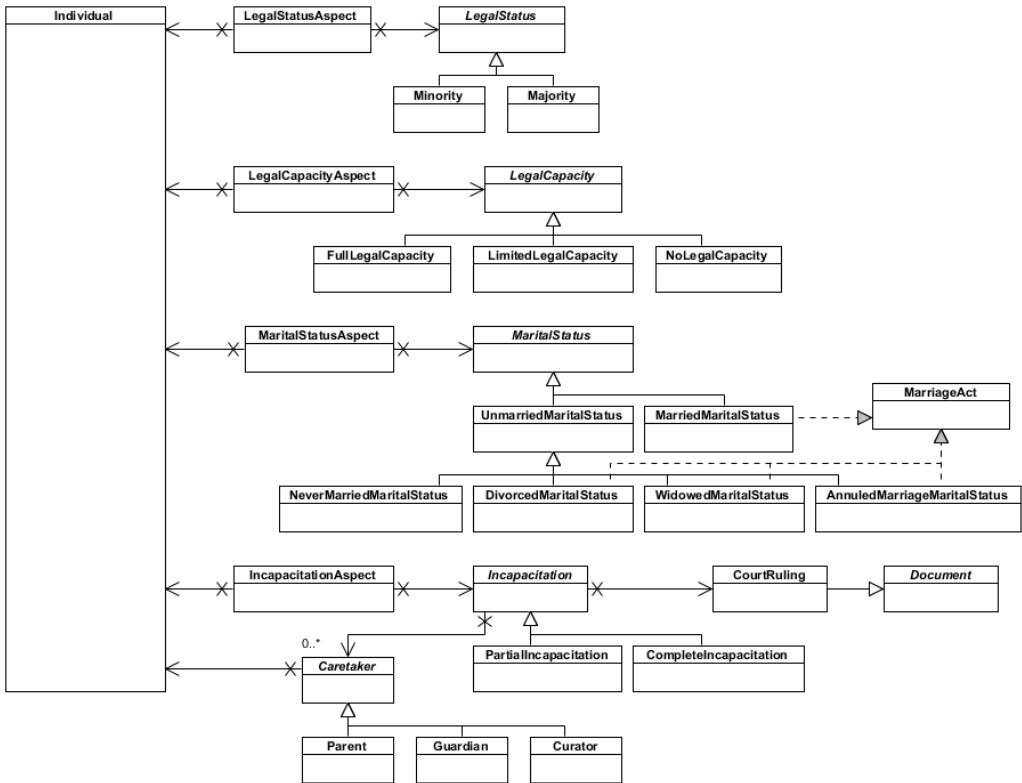 Individual
LegalStatusAspect
LegalStatus
Minority
Majority
LegalCapacityAspect
LegalCapacity
FullLegalCapacity
LimitedLegalCapacity
NoLegalCapacity
MaritalStatusAspect
MaritalStatus
MarriageAct
UnmarriedMaritalStatus
MarriedMaritalStatus
NeverMarriedMaritalStatus
DivorcedMaritalStatus
WidowedMaritalStatus
AnnuledMarriageMaritalStatus
IncapacitationAspect
Incapacitation
CourtRuling
Document
0..*
Caretaker
PartialIncapacitation
CompleteIncapacitation
Parent
Guardian
Curator